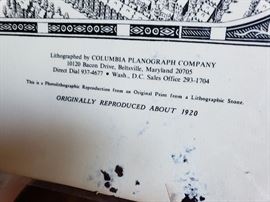 Lithographed by COLUMBIA PLANOGRAPH COMPANY
10120 Bacon Drive, Beltsville, Maryland 20705
Direct Dial 937-4677 • Wash., D.C. Sales Office 293-1704
This is a Photolithographic Reproduction from an Original Print from a Lithographic Stone.
ORIGINALLY REPRODUCED ABOUT 1920